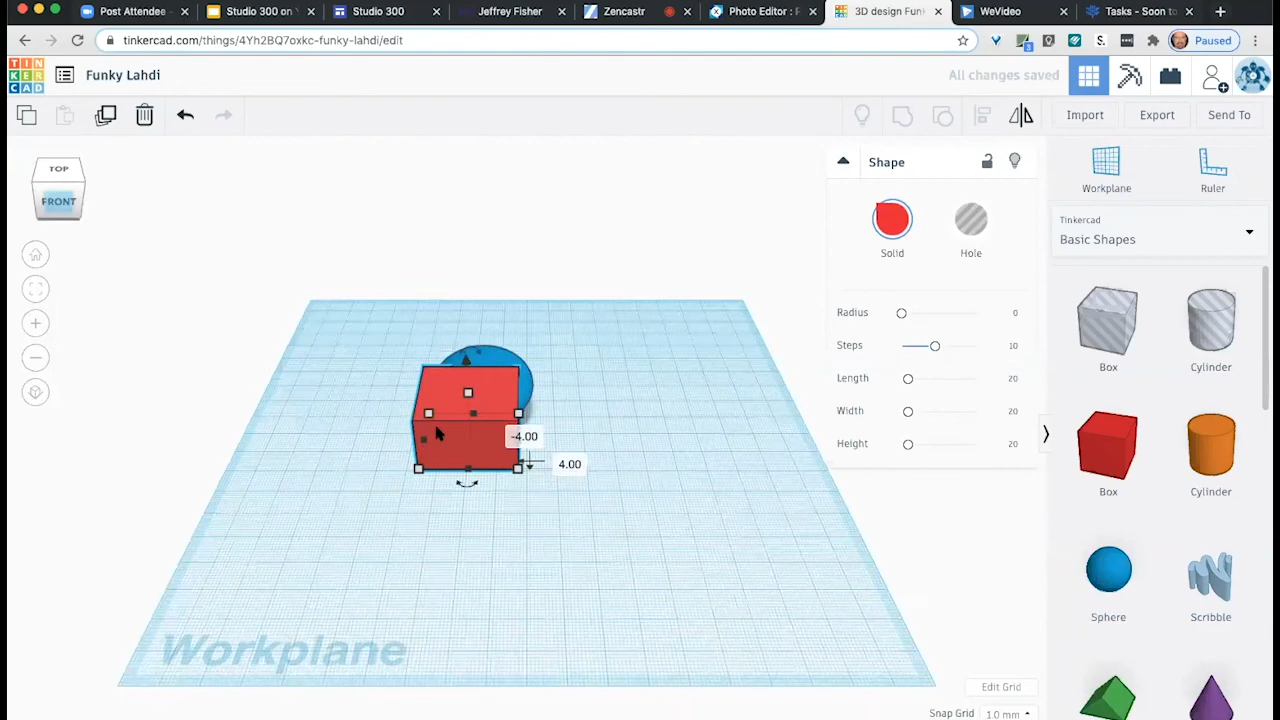 Post Attendee -
Studio 300 on \
Studio 300
Jeffrey Fisher
Zencastr
Photo Editor : F
3D design Funk
WeVideo
Tasks - Soon to
tinkercad.com/things/4Yh2BQ7oxkc-funky-lahdi/edit
3
S.
Paused
TIN
KER
CAD
Funky Lahdi
All changes saved
Import
Export
Send To
TOP
FRONT
Shape
Solid
Hole
Radius
0
Steps
10
Length
20
Width
20
Height
20
-4.00
4.00
Workplane
Edit Grid
Snap Grid
1.0 mm
Workplane
Ruler
Tinkercad
Basic Shapes
Box
Cylinder
Box
Cylinder
Sphere
Scribble